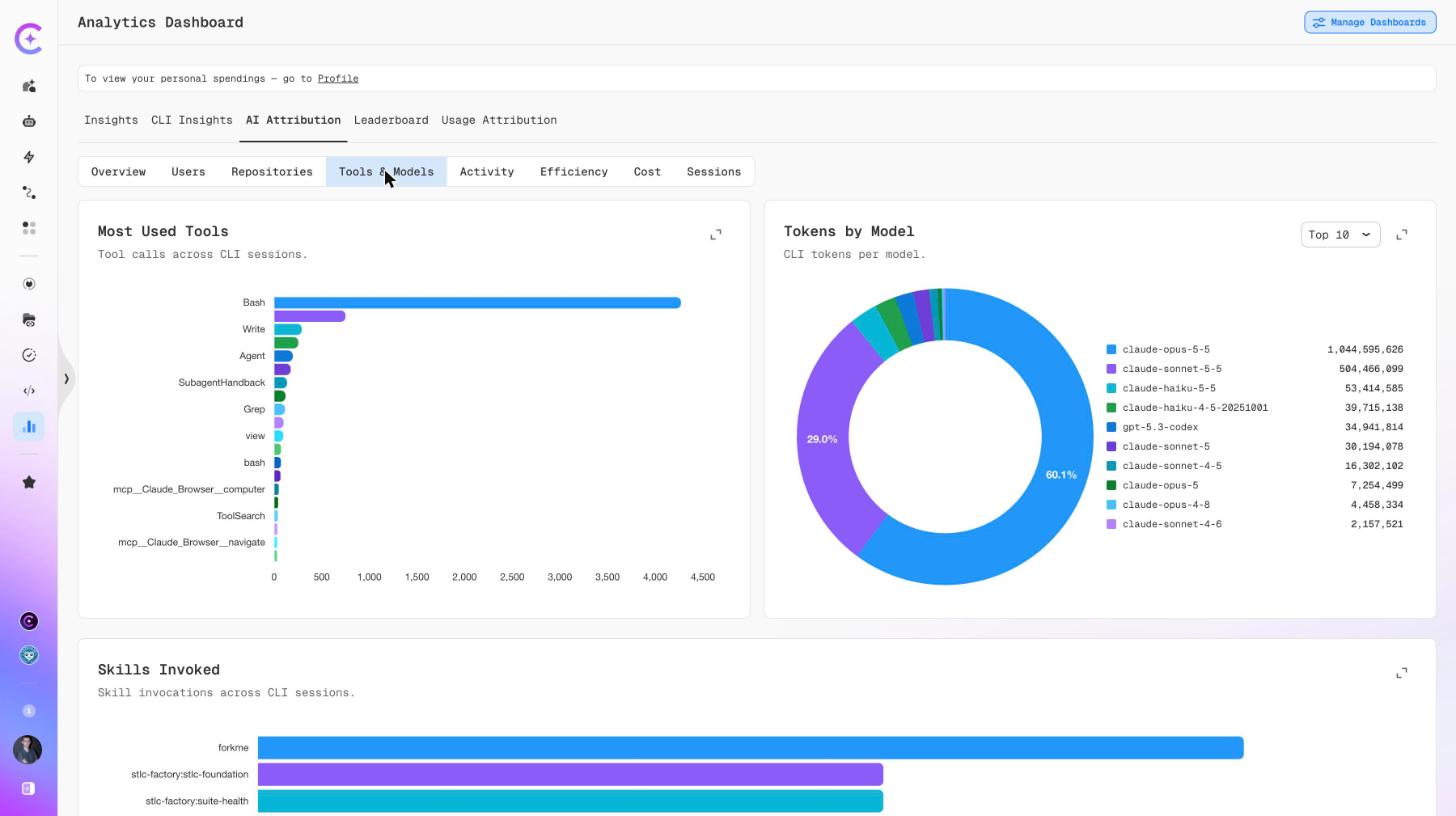 Analytics Dashboard
Manage Dashboards
To view your personal spendings — go to Profile
Insights CLI Insights AI Attribution Leaderboard Usage Attribution
Overview Users Repositories Tools & Models Activity Efficiency Cost Sessions
Most Used Tools
Tool calls across CLI sessions.
Bash
Write
Agent
SubagentHandback
Grep
view
bash
mcp__Claude_Browser__computer
ToolSearch
mcp__Claude_Browser__navigate
0 500 1,000 1,500 2,000 2,500 3,000 3,500 4,000 4,500
Tokens by Model
Top 10
CLI tokens per model.
29.0%
60.1%
claude-opus-5-5 1,044,595,626
claude-sonnet-5-5 504,466,099
claude-haiku-5-5 53,414,585
claude-haiku-4-5-20251001 39,715,138
gpt-5.3-codex 34,941,814
claude-sonnet-5 30,194,078
claude-sonnet-4-5 16,302,102
claude-opus-5 7,254,499
claude-opus-4-8 4,458,334
claude-sonnet-4-6 2,157,521
Skills Invoked
Skill invocations across CLI sessions.
forkme
stlc-factory:stlc-foundation
stlc-factory:suite-health
1